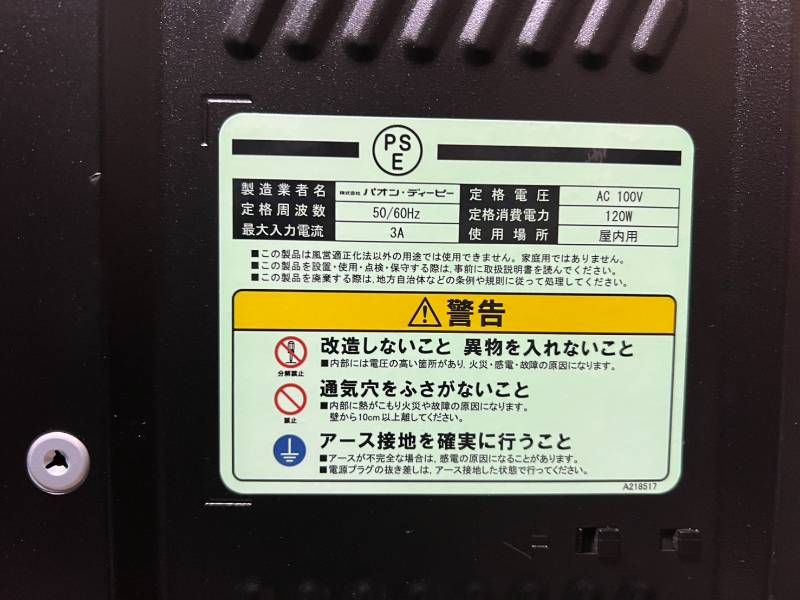 PS
E
製造業者名 株式会社 パオン・ディーピー 定格電圧 AC 100V
定格周波数 50/60Hz 定格消費電力 120W
最大入力電流 3A 使用場所 屋内用
■この製品は風営適正化法以外の用途では使用できません。家庭用ではありません。
■この製品を設置・使用・点検・保守する際は、事前に取扱説明書を読んでください。
■この製品を廃棄する際は、地方自治体などの条例や規則に従って処理してください。
警告
改造しないこと 異物を入れないこと
■内部には電圧の高い箇所があり、火災・感電・故障の原因になります。
分解禁止
通気穴をふさがないこと
■内部に熱がこもり火災や故障の原因になります。
壁から10cm以上離してください。
禁止
アース接地を確実に行うこと
■アースが不完全な場合は、感電の原因になることがあります。
■電源プラグの抜き差しは、アース接地した状態で行ってください。
A218517